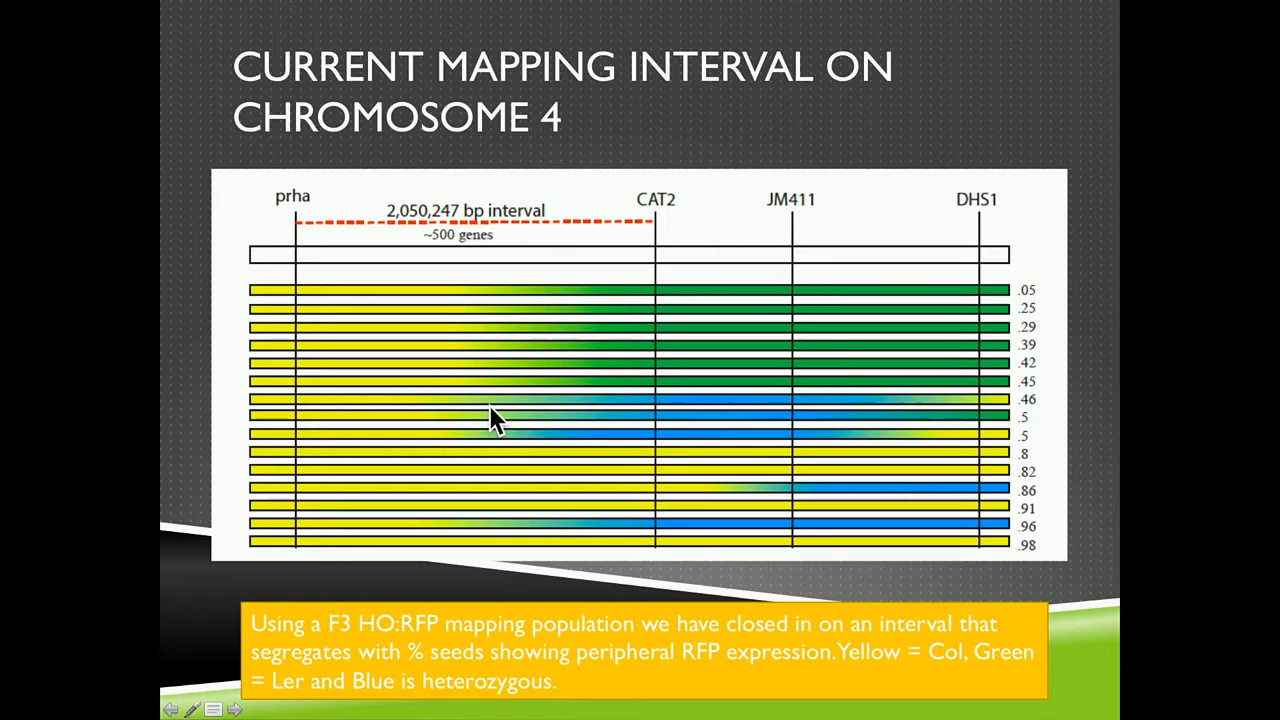 CURRENT MAPPING INTERVAL ON
CHROMOSOME 4
prha
2,050,247 bp interval
~500 genes
CAT2
JM411
DHS1
.05
.25
.29
.39
.42
.45
.46
.5
.5
.8
.82
.86
.91
.96
.98
Using a F3 HO:RFP mapping population we have closed in on an interval that
segregates with % seeds showing peripheral RFP expression. Yellow = Col, Green
= Ler and Blue is heterozygous.